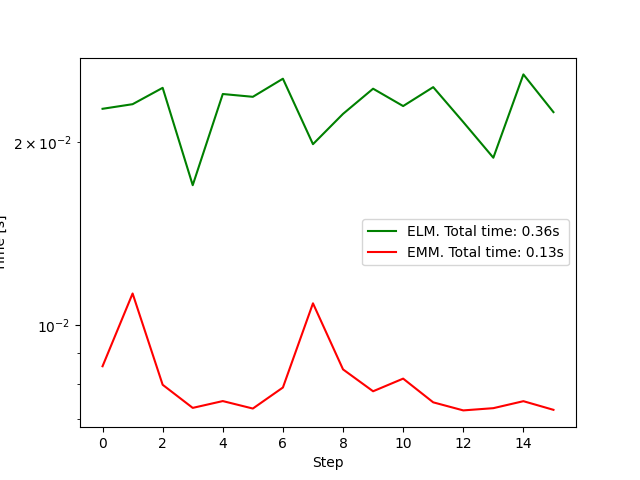 2 × 10⁻²
10⁻²
[s]
ELM. Total time: 0.36s
EMM. Total time: 0.13s
0 2 4 6 8 10 12 14
Step